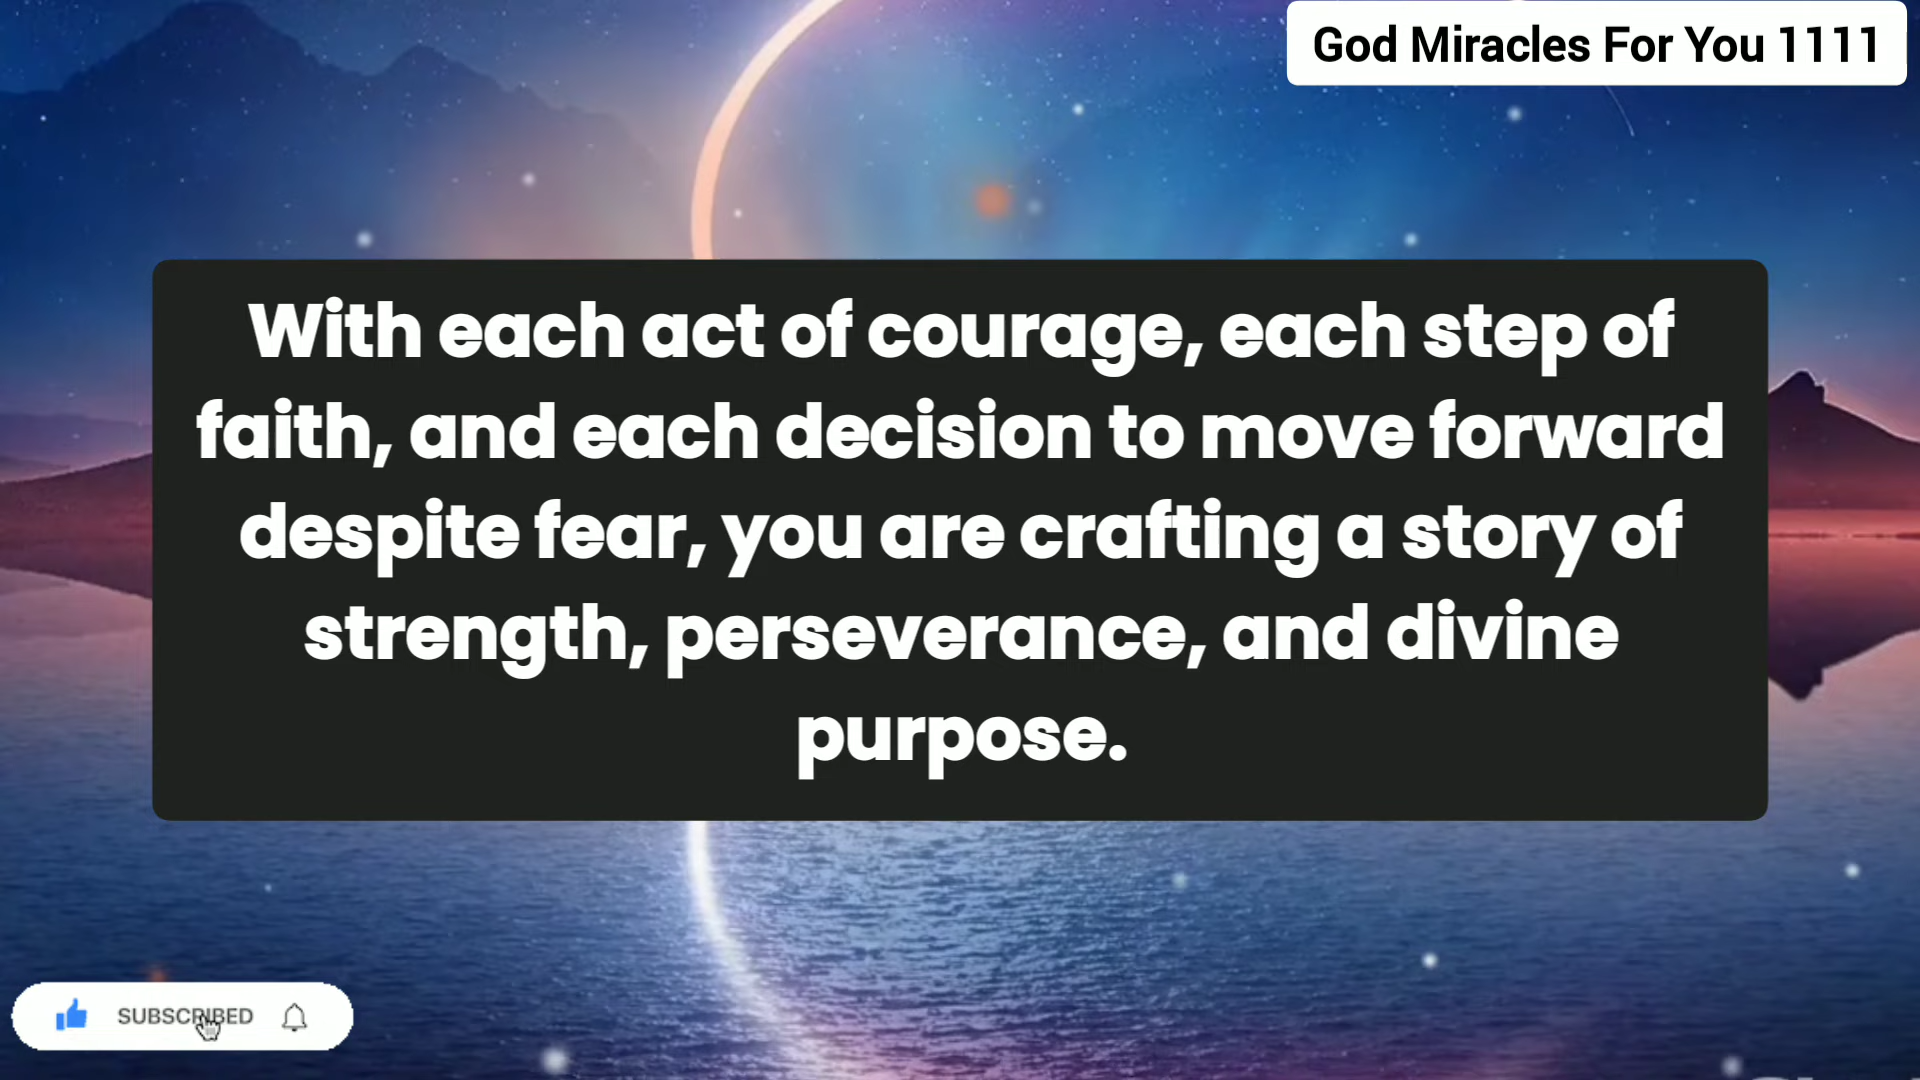 God Miracles For You 1111
With each act of courage, each step of
faith, and each decision to move forward
despite fear, you are crafting a story of
strength, perseverance, and divine
purpose.
SUBSCRIBED